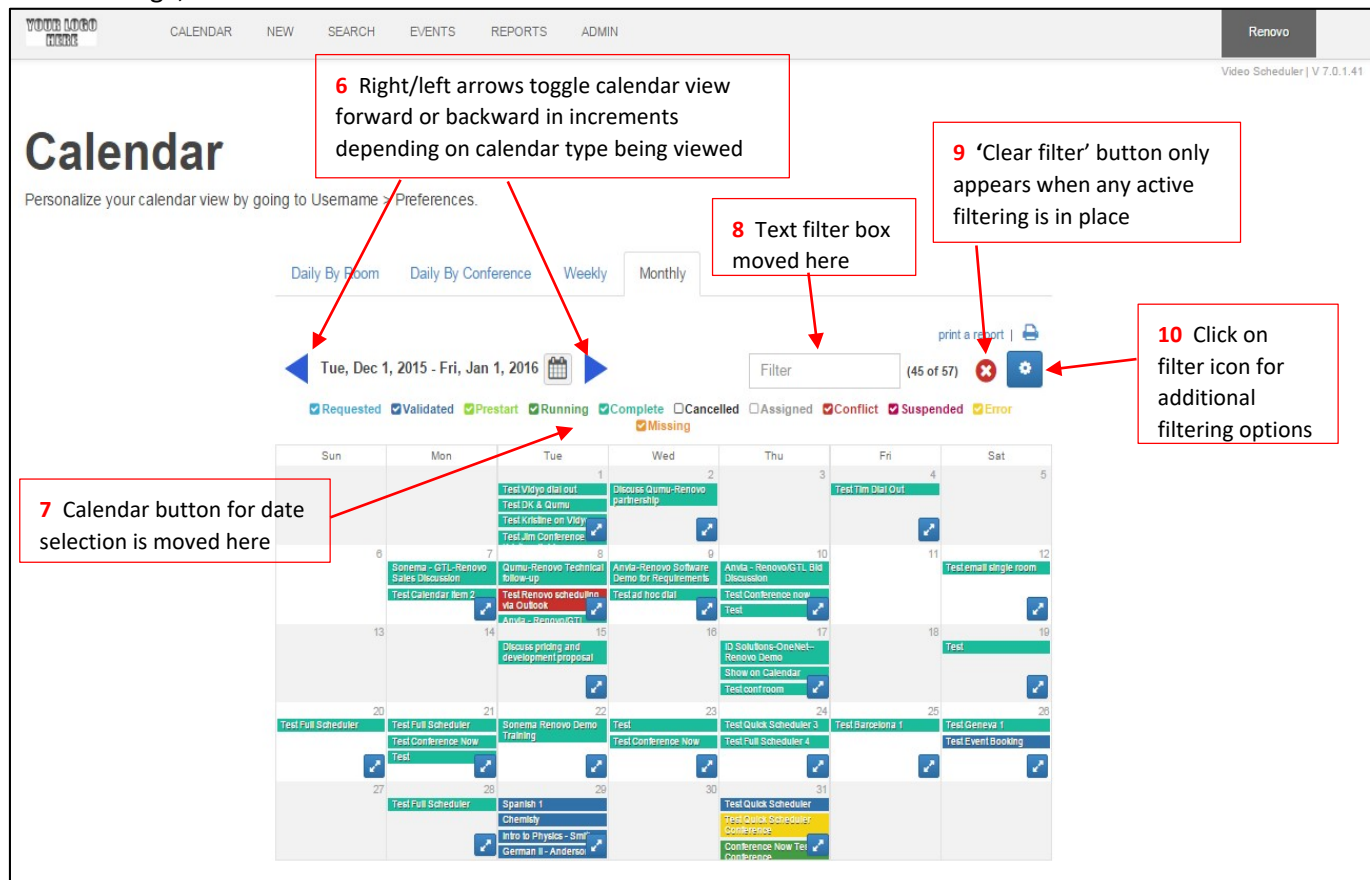 YOUR LOGO
HERE
CALENDAR NEW SEARCH EVENTS REPORTS ADMIN Renovo
Video Scheduler | V 7.0.1.41
6 Right/left arrows toggle calendar view
forward or backward in increments
depending on calendar type being viewed
9 ‘Clear filter’ button only
appears when any active
filtering is in place
Calendar
Personalize your calendar view by going to Username > Preferences.
8 Text filter box
moved here
Daily By Room Daily By Conference Weekly Monthly
print a report |
10 Click on
filter icon for
additional
filtering options
Tue, Dec 1, 2015 - Fri, Jan 1, 2016
Filter (45 of 57)
Requested Validated Prestart Running Complete Cancelled Assigned Conflict Suspended Error
Missing
Sun Mon Tue Wed Thu Fri Sat
7 Calendar button for date
selection is moved here
1 2 3 4 5
Test Vidyo dial out Discuss Qumu-Renovo Test Tim Dial Out
Test DK & Qumu partnership
Test Kristine on Vidy
Test Jim Conference
6 7 8 9 10 11 12
Sonema - GTL-Renovo Qumu-Renovo Technical Anvia-Renovo Software Anvia - Renovo/GTL Bid Test email single room
Sales Discussion follow-up Demo for Requirements Discussion
Test Calendar Item 2 Test Renovo scheduling Test ad hoc dial Test Conference now
via Outlook Test
Anvia - Renovo/GTL
13 14 15 16 17 18 19
Discuss pricing and ID Solutions-OneNet- Test
development proposal Renovo Demo
Show on Calendar
Test conf room
20 21 22 23 24 25 26
Test Full Scheduler Test Full Scheduler Sonema Renovo Demo Test Test Quick Scheduler 3 Test Barcelona 1 Test Geneva 1
Test Conference Now Training Test Conference Now Test Full Scheduler 4 Test Event Booking
Test
27 28 29 30 31
Test Full Scheduler Spanish 1 Test Quick Scheduler
Chemisty Test Quick Scheduler
Intro to Physics - Smi Conference
German II - Anderso Conference Now Te
Conference